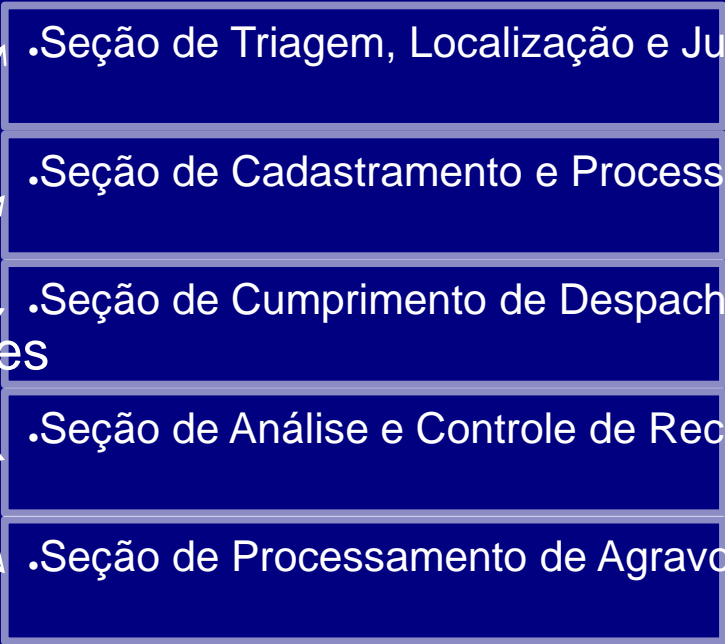 •Seção de Triagem, Localização e Ju
•Seção de Cadastramento e Process
•Seção de Cumprimento de Despach
es
•Seção de Análise e Controle de Rec
•Seção de Processamento de Agravo